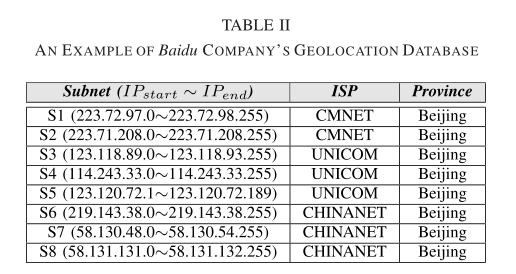 TABLE II
AN EXAMPLE OF Baidu COMPANY'S GEOLOCATION DATABASE
Subnet (IPstart ∼ IPend) ISP Province
S1 (223.72.97.0∼223.72.98.255) CMNET Beijing
S2 (223.71.208.0∼223.71.208.255) CMNET Beijing
S3 (123.118.89.0∼123.118.93.255) UNICOM Beijing
S4 (114.243.33.0∼114.243.33.255) UNICOM Beijing
S5 (123.120.72.1∼123.120.72.189) UNICOM Beijing
S6 (219.143.38.0∼219.143.38.255) CHINANET Beijing
S7 (58.130.48.0∼58.130.54.255) CHINANET Beijing
S8 (58.131.131.0∼58.131.132.255) CHINANET Beijing